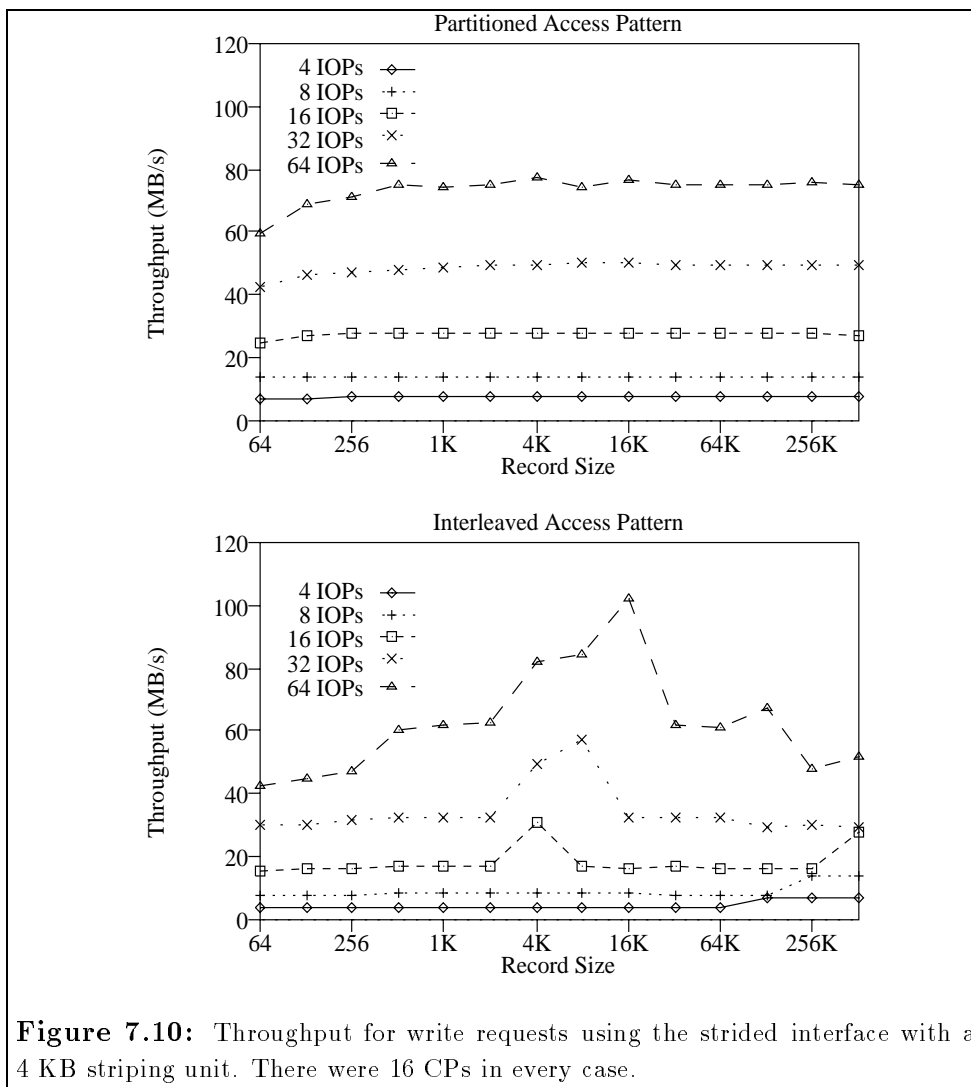 Partitioned Access Pattern
120
100
80
60
40
20
0
Throughput (MB/s)
4 IOPs
8 IOPs
16 IOPs
32 IOPs
64 IOPs
64 256 1K 4K 16K 64K 256K
Record Size
Interleaved Access Pattern
120
100
80
60
40
20
0
Throughput (MB/s)
4 IOPs
8 IOPs
16 IOPs
32 IOPs
64 IOPs
64 256 1K 4K 16K 64K 256K
Record Size
Figure 7.10: Throughput for write requests using the strided interface with a
4 KB striping unit. There were 16 CPs in every case.